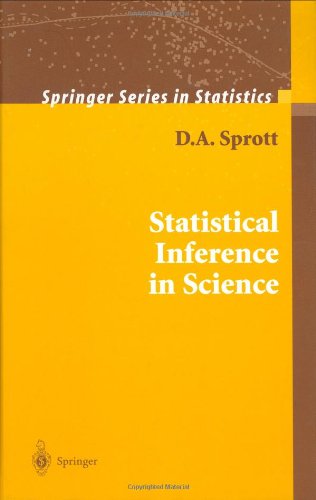 Springer Series in Statistics
D.A. Sprott
Statistical
Inference
in Science
Springer